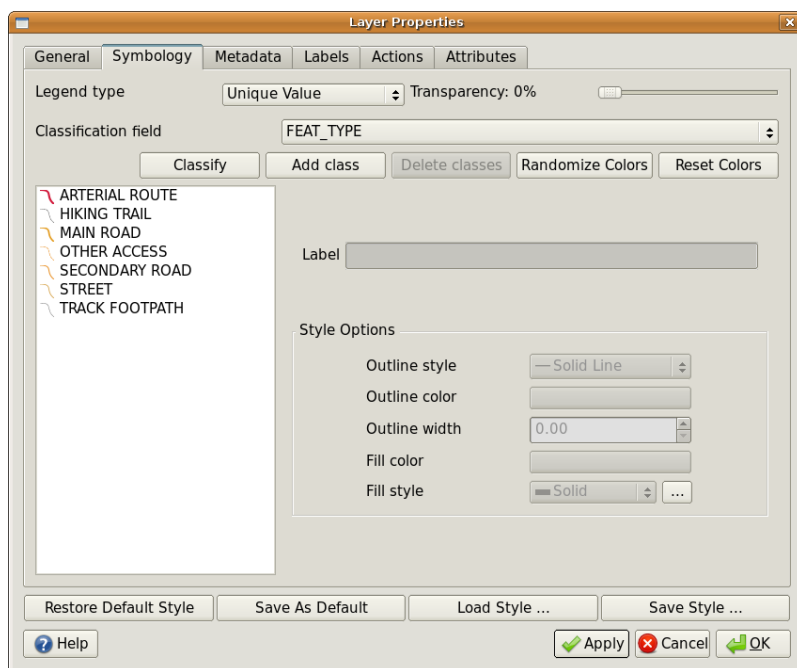 Layer Properties
General Symbology Metadata Labels Actions Attributes
Legend type Unique Value Transparency: 0%
Classification field FEAT_TYPE
Classify Add class Delete classes Randomize Colors Reset Colors
ARTERIAL ROUTE
HIKING TRAIL
MAIN ROAD
OTHER ACCESS
SECONDARY ROAD
STREET
TRACK FOOTPATH
Label
Style Options
Outline style Solid Line
Outline color
Outline width 0.00
Fill color
Fill style Solid ...
Restore Default Style Save As Default Load Style ... Save Style ...
Help Apply Cancel OK